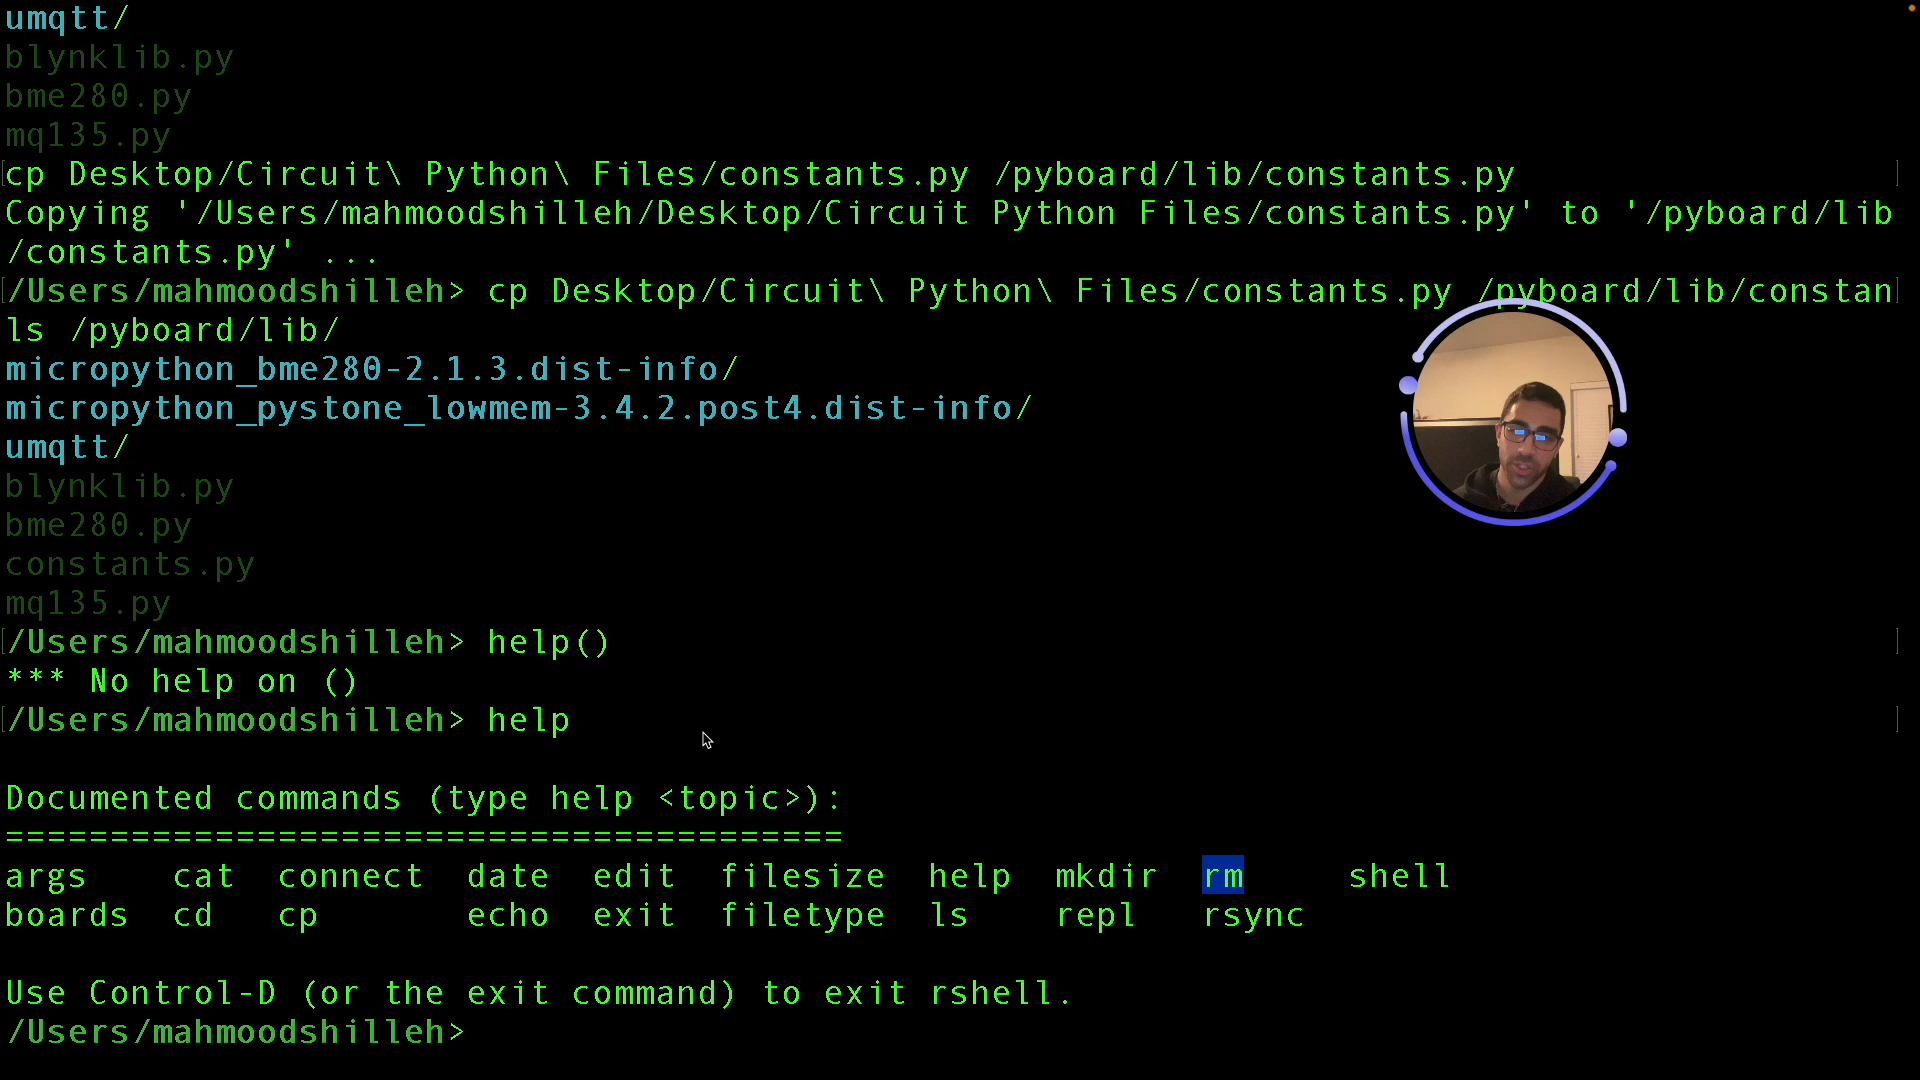 umqtt/
blynklib.py
bme280.py
mq135.py
cp Desktop/Circuit\ Python\ Files/constants.py /pyboard/lib/constants.py
Copying '/Users/mahmoodshilleh/Desktop/Circuit Python Files/constants.py' to '/pyboard/lib
/constants.py' ...
/Users/mahmoodshilleh> cp Desktop/Circuit\ Python\ Files/constants.py /pyboard/lib/constan
ls /pyboard/lib/
micropython_bme280-2.1.3.dist-info/
micropython_pystone_lowmem-3.4.2.post4.dist-info/
umqtt/
blynklib.py
bme280.py
constants.py
mq135.py
/Users/mahmoodshilleh> help()
*** No help on ()
/Users/mahmoodshilleh> help
Documented commands (type help <topic>):
========================================
args cat connect date edit filesize help mkdir rm shell
boards cd cp echo exit filetype ls repl rsync
Use Control-D (or the exit command) to exit rshell.
/Users/mahmoodshilleh>